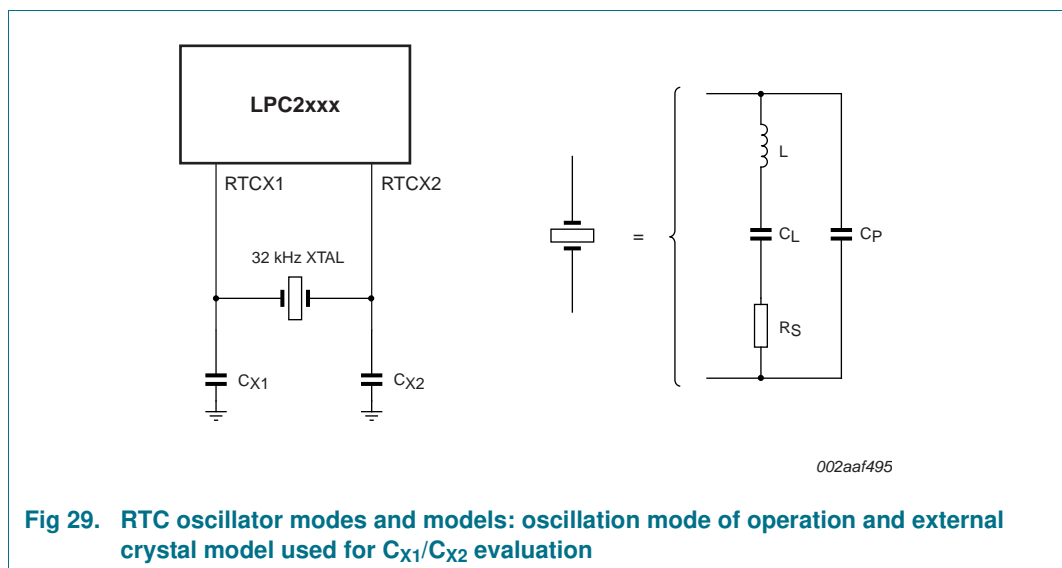 LPC2xxx
RTCX1
RTCX2
32 kHz XTAL
CX1
CX2
=
L
CL
CP
RS
002aaf495
Fig 29. RTC oscillator modes and models: oscillation mode of operation and external
crystal model used for CX1/CX2 evaluation